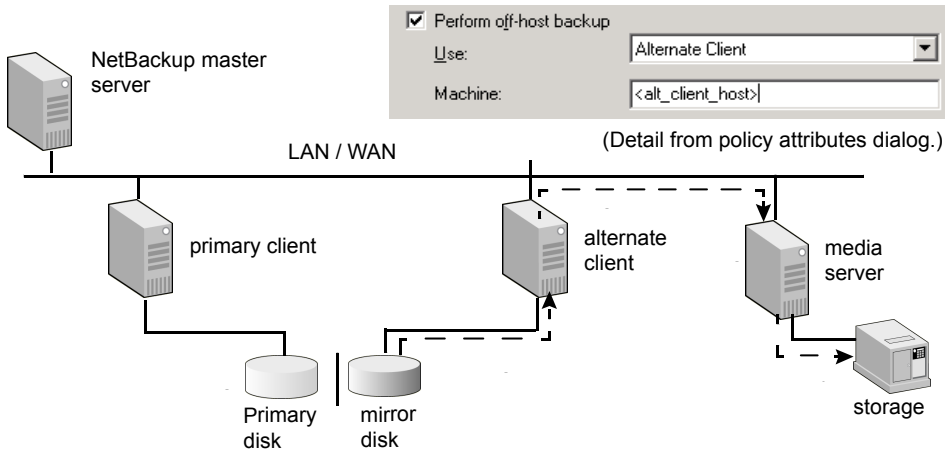 Perform off-host backup
Use:
Alternate Client
Machine:
<alt_client_host>
(Detail from policy attributes dialog.)
NetBackup master
server
LAN / WAN
primary client
alternate
client
media
server
Primary
disk
mirror
disk
storage